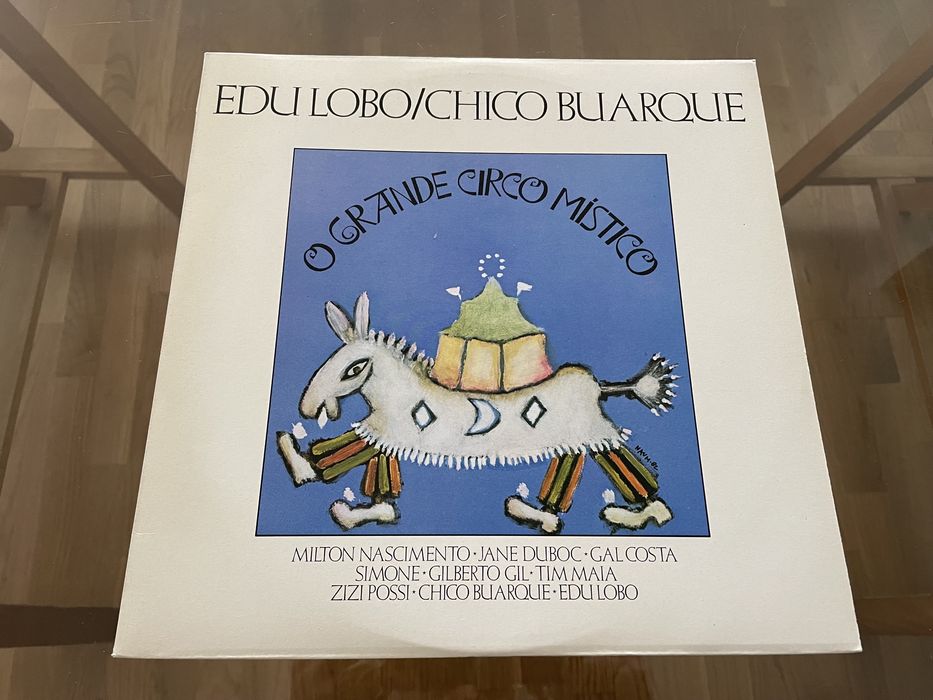 EDU LOBO/CHICO BUARQUE
O GRANDE CIRCO MÍSTICO
MILTON NASCIMENTO · JANE DUBOC · GAL COSTA
SIMONE · GILBERTO GIL · TIM MAIA
ZIZI POSSI · CHICO BUARQUE · EDU LOBO